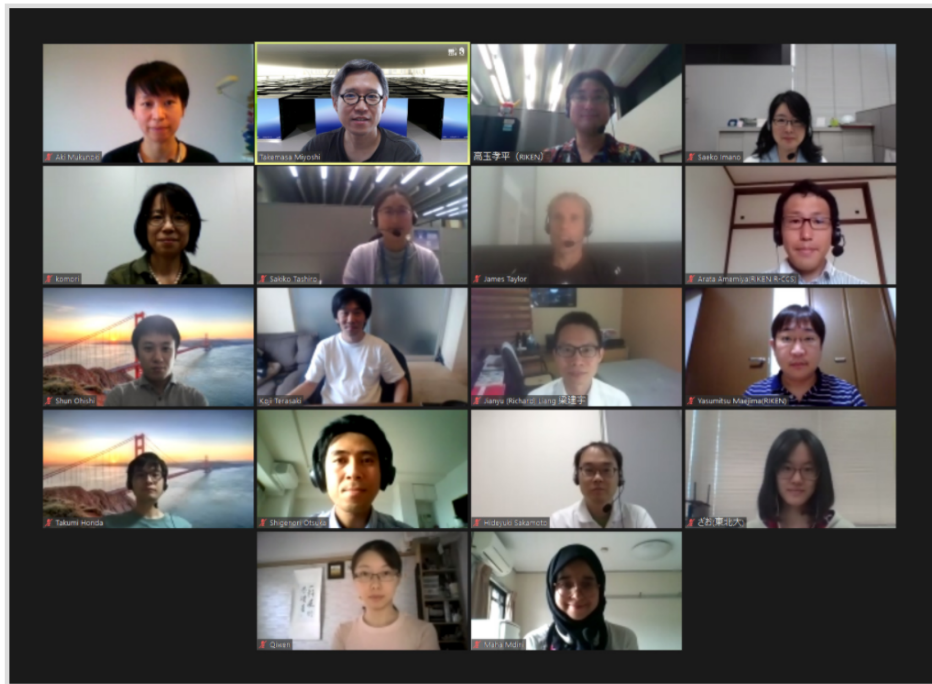 Aki Mukunoki
Takemasa Miyoshi
高玉孝平 (RIKEN)
Saeko Imano
komori
Sakiko Tashiro
James Taylor
Arata Amemiya(RIKEN R-CCS)
Shun Ohishi
Koji Terasaki
Jianyu (Richard) Liang 梁建宇
Yasumitsu Maejima(RIKEN)
Takumi Honda
Shigenori Otsuka
Hideyuki Sakamoto
Qiwen
Maha Mdini